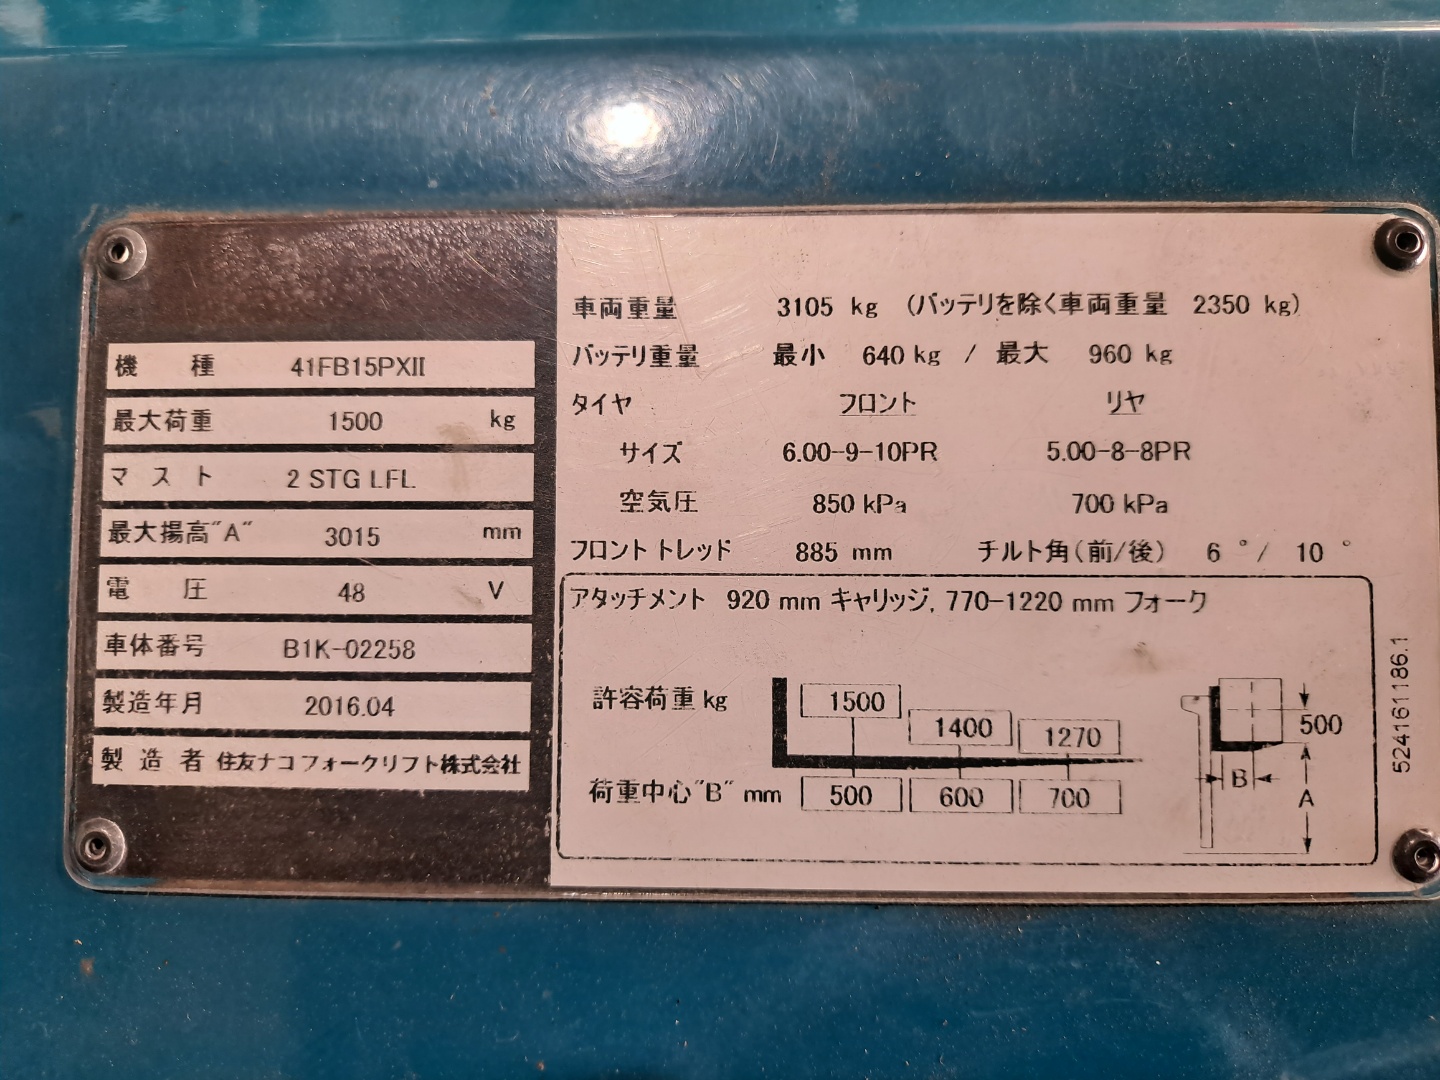 機 種 41FB15PXII
最大荷重 1500 kg
マスト 2 STG LFL
最大揚高"A" 3015 mm
電 圧 48 V
車体番号 B1K-02258
製造年月 2016.04
製造者 住友ナコフォークリフト株式会社
車両重量 3105 kg (バッテリを除く車両重量 2350 kg)
バッテリ重量 最小 640 kg / 最大 960 kg
タイヤ フロント リヤ
サイズ 6.00-9-10PR 5.00-8-8PR
空気圧 850 kPa 700 kPa
フロントトレッド 885 mm チルト角(前/後) 6 °/ 10 °
アタッチメント 920 mm キャリッジ, 770-1220 mm フォーク
許容荷重 kg 1500 1400 1270
荷重中心"B" mm 500 600 700
500
B
A
524161186.1